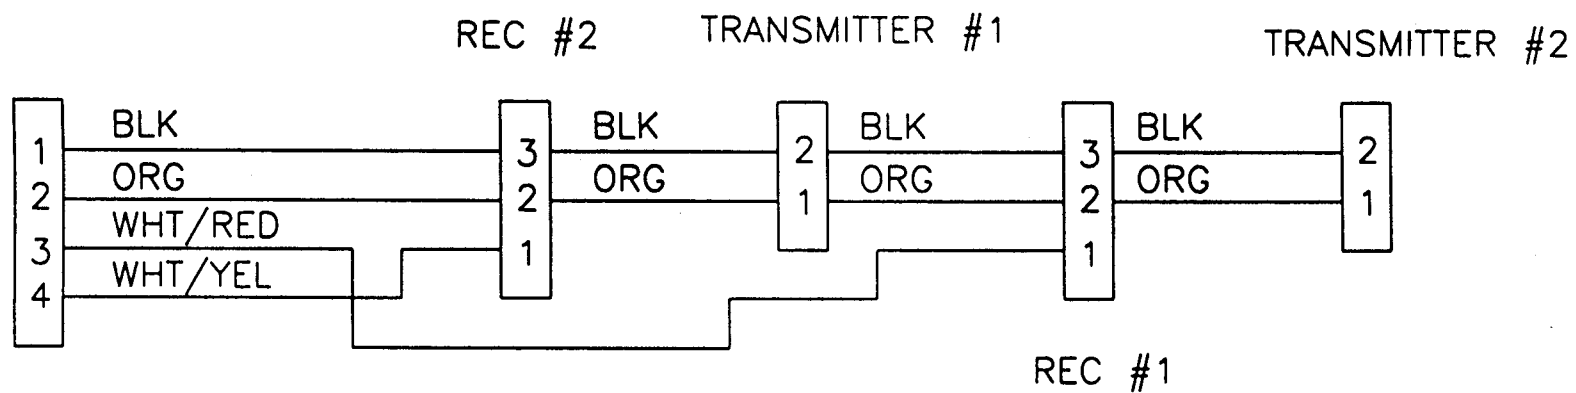 REC #2
TRANSMITTER #1
TRANSMITTER #2
BLK
BLK
BLK
BLK
1
3
2
3
2
ORG
ORG
ORG
ORG
2
2
1
2
1
WHT/RED
3
1
1
WHT/YEL
4
REC #1